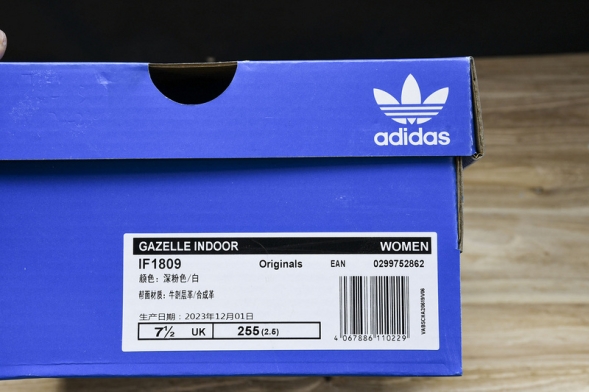 adidas
GAZELLE INDOOR WOMEN
IF1809 Originals EAN 0299752862
颜色：深粉色/白
帮面材质：牛剖层革/合成革
生产日期：2023年12月01日
7½ UK 255 (2.5)
4 067886 110229